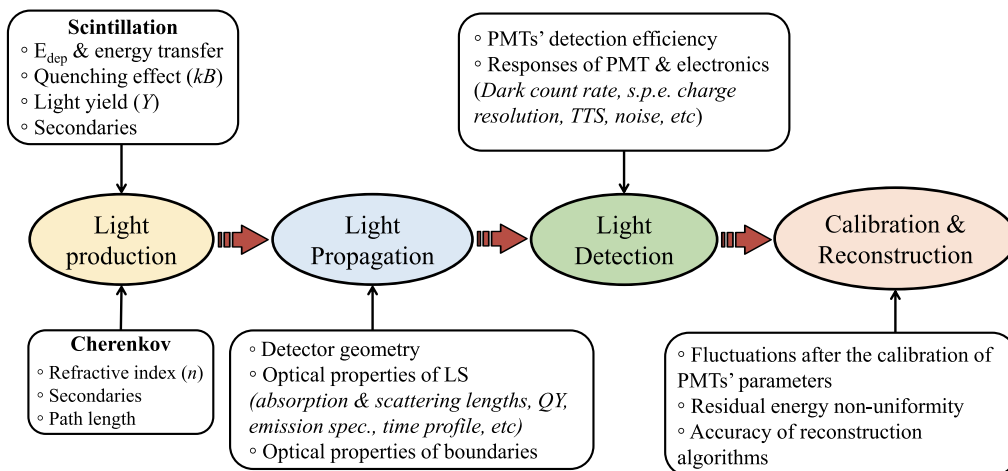 Scintillation
◦ E_dep & energy transfer
◦ Quenching effect (kB)
◦ Light yield (Y)
◦ Secondaries
◦ PMTs' detection efficiency
◦ Responses of PMT & electronics
(Dark count rate, s.p.e. charge
resolution, TTS, noise, etc)
Light
production
Light
Propagation
Light
Detection
Calibration &
Reconstruction
Cherenkov
◦ Refractive index (n)
◦ Secondaries
◦ Path length
◦ Detector geometry
◦ Optical properties of LS
(absorption & scattering lengths, QY,
emission spec., time profile, etc)
◦ Optical properties of boundaries
◦ Fluctuations after the calibration of
PMTs' parameters
◦ Residual energy non-uniformity
◦ Accuracy of reconstruction
algorithms